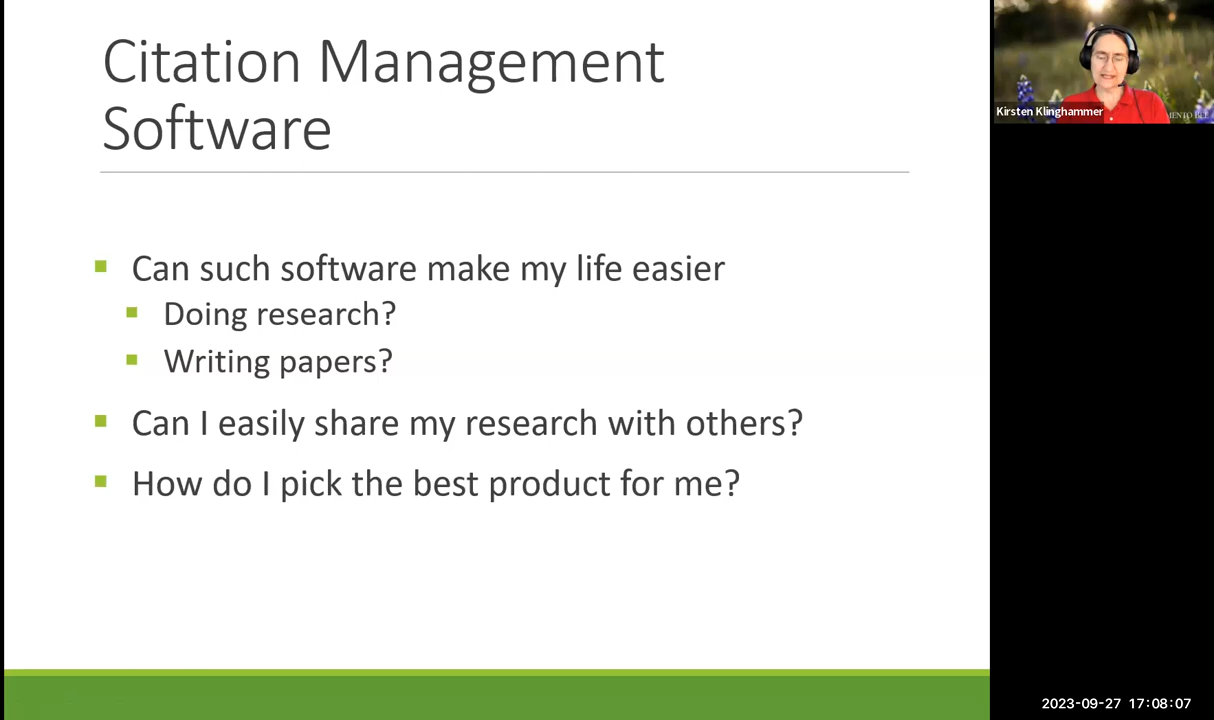 Citation Management
Software
Can such software make my life easier
Doing research?
Writing papers?
Can I easily share my research with others?
How do I pick the best product for me?
Kirsten Klinghammer
2023-09-27 17:08:07